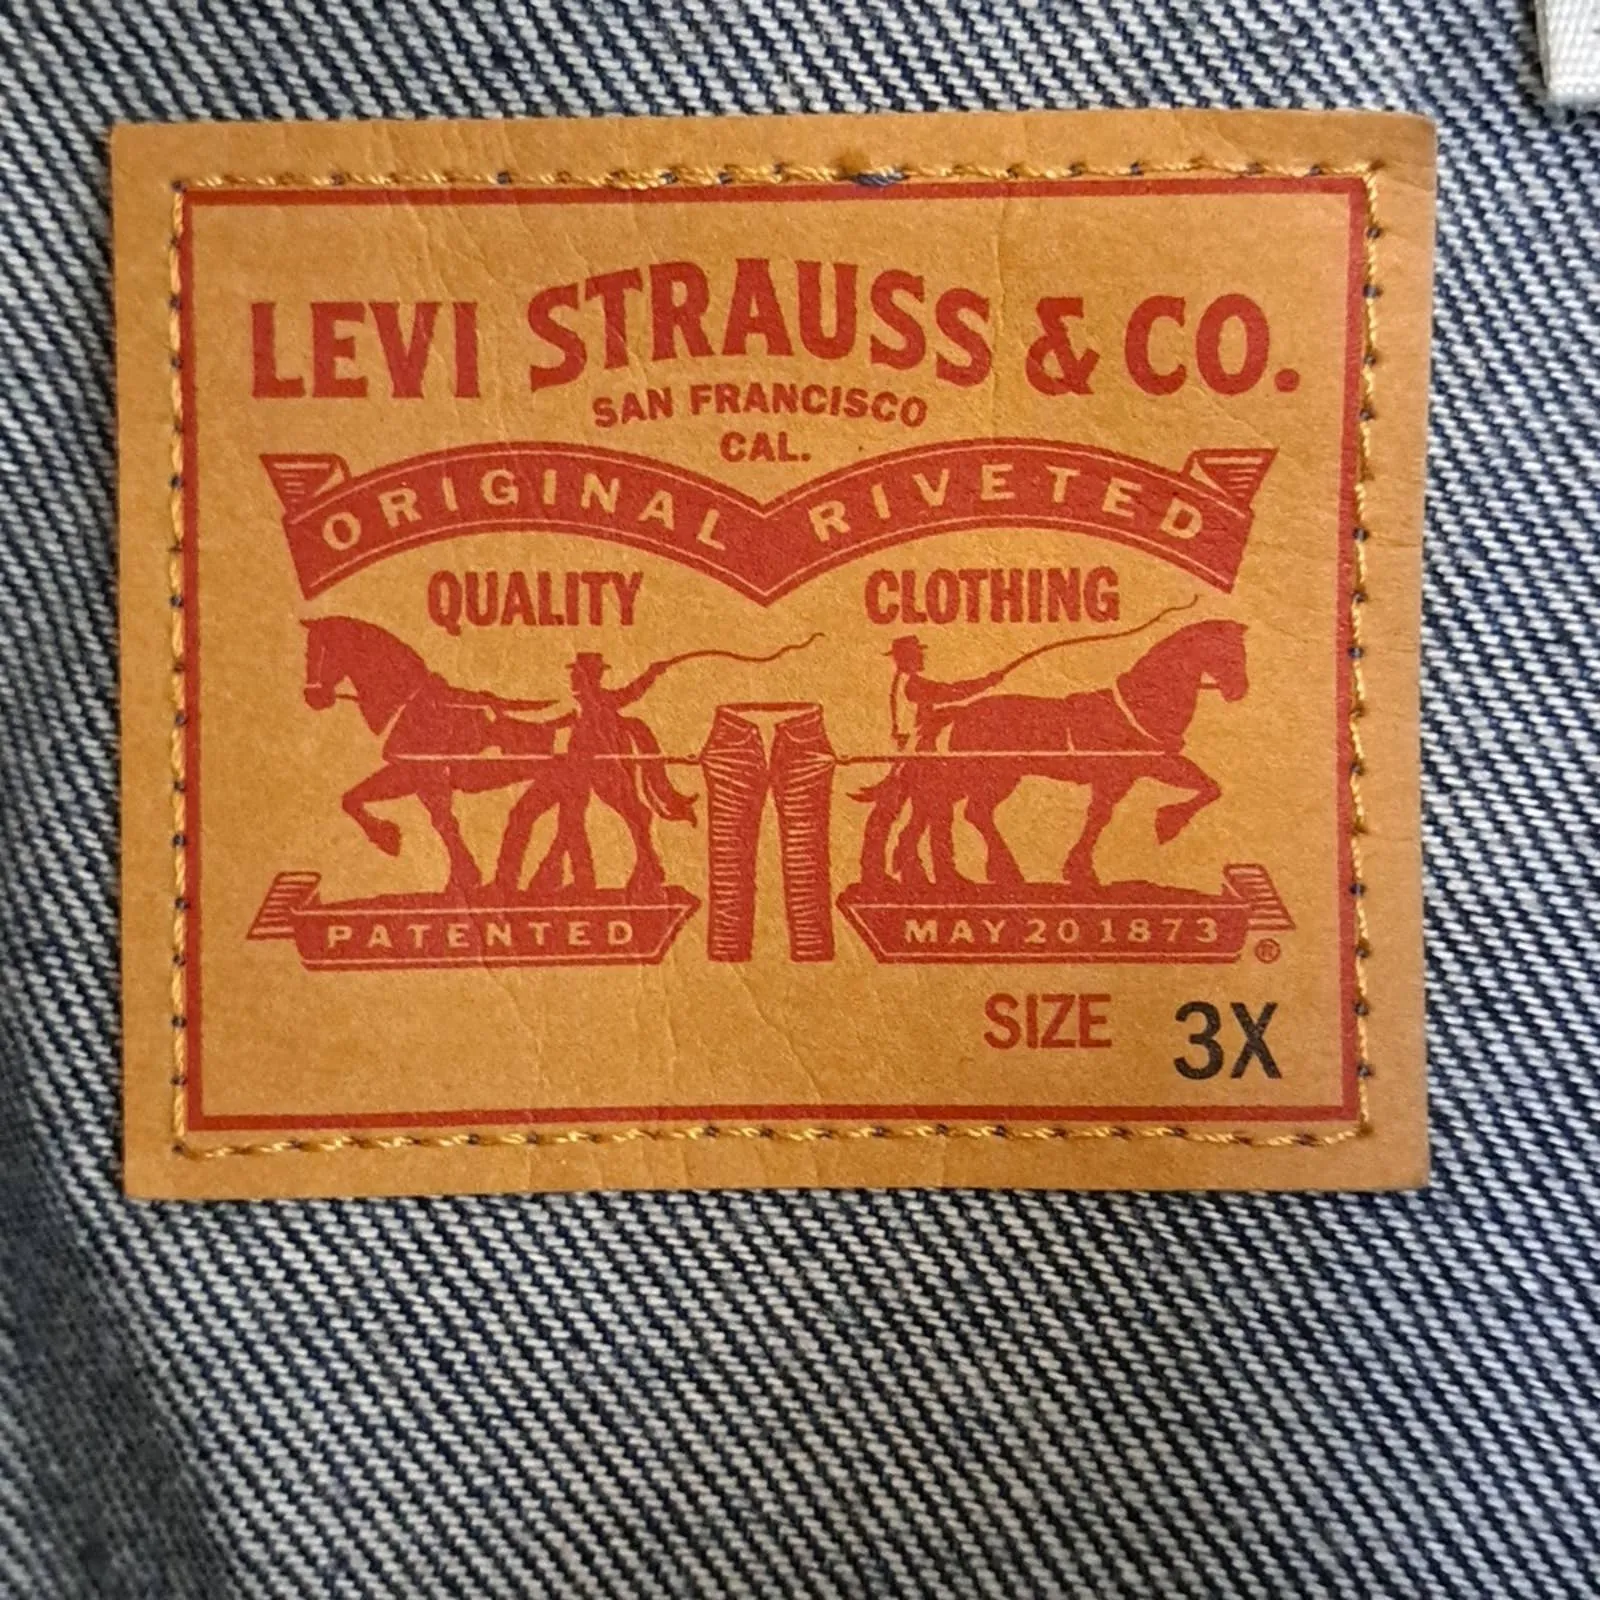 LEVI STRAUSS & CO.
SAN FRANCISCO
CAL.
ORIGINAL RIVETED
QUALITY CLOTHING
PATENTED MAY 20 1873 ®
SIZE 3X